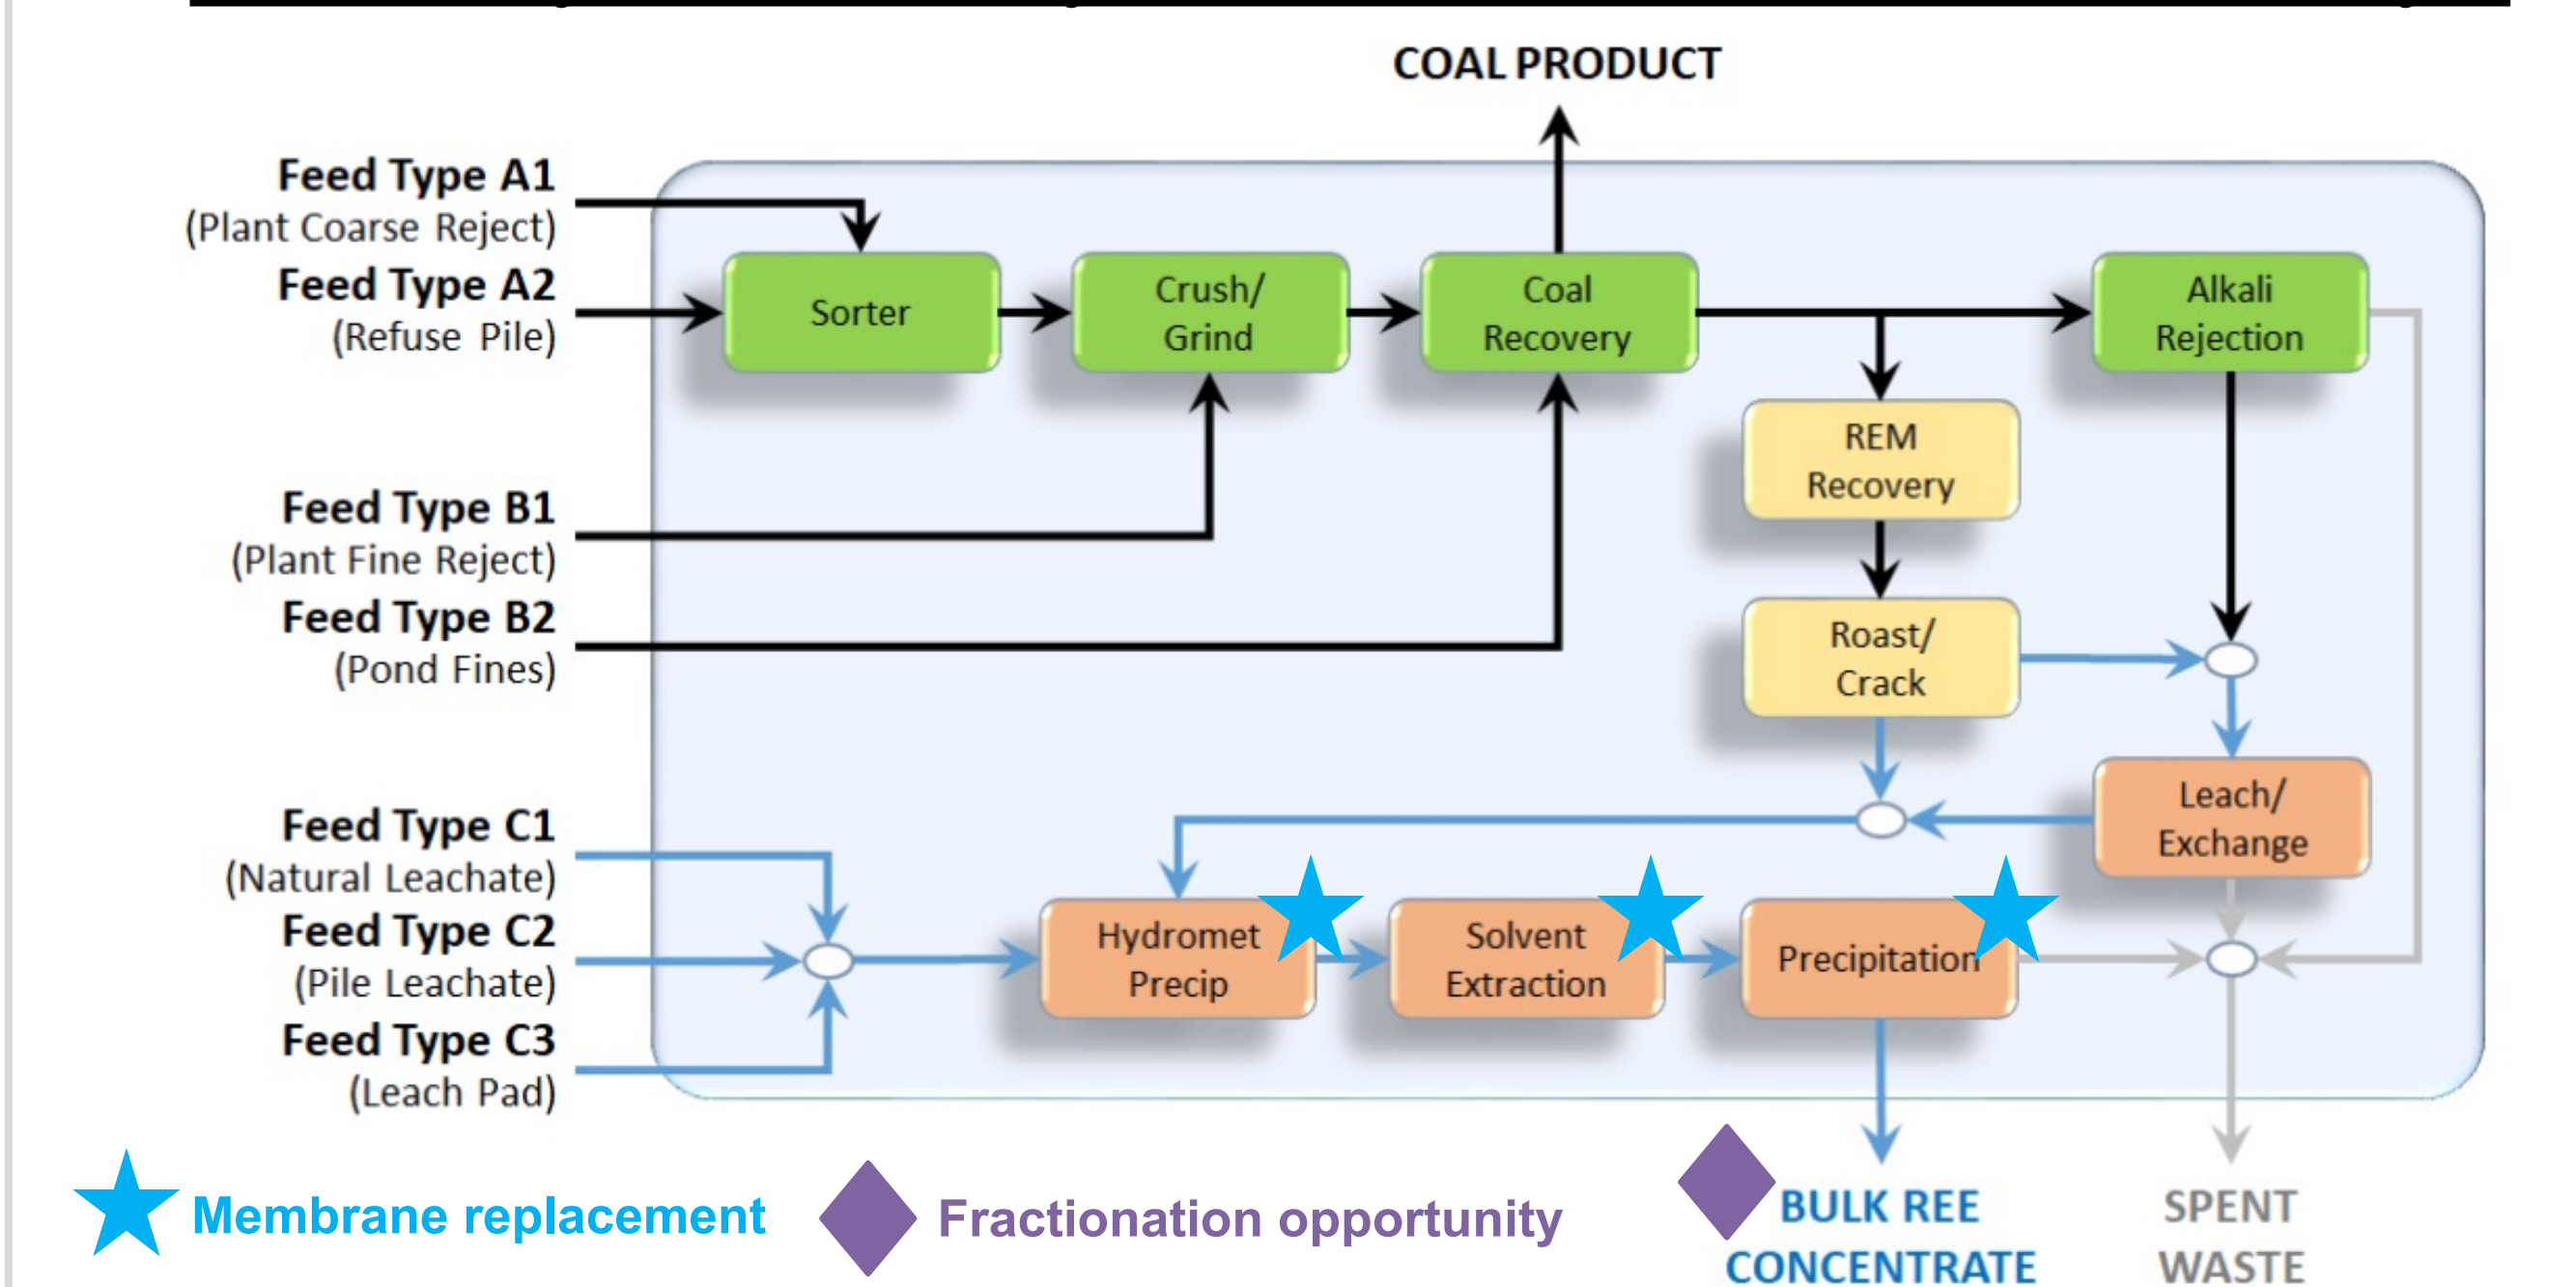 COAL PRODUCT
Feed Type A1
(Plant Coarse Reject)
Feed Type A2
(Refuse Pile)
Sorter
Crush/
Grind
Coal
Recovery
Alkali
Rejection
REM
Recovery
Feed Type B1
(Plant Fine Reject)
Feed Type B2
(Pond Fines)
Roast/
Crack
Leach/
Exchange
Feed Type C1
(Natural Leachate)
Feed Type C2
(Pile Leachate)
Feed Type C3
(Leach Pad)
Hydromet
Precip
Solvent
Extraction
Precipitation
Membrane replacement
Fractionation opportunity
BULK REE
CONCENTRATE
SPENT
WASTE